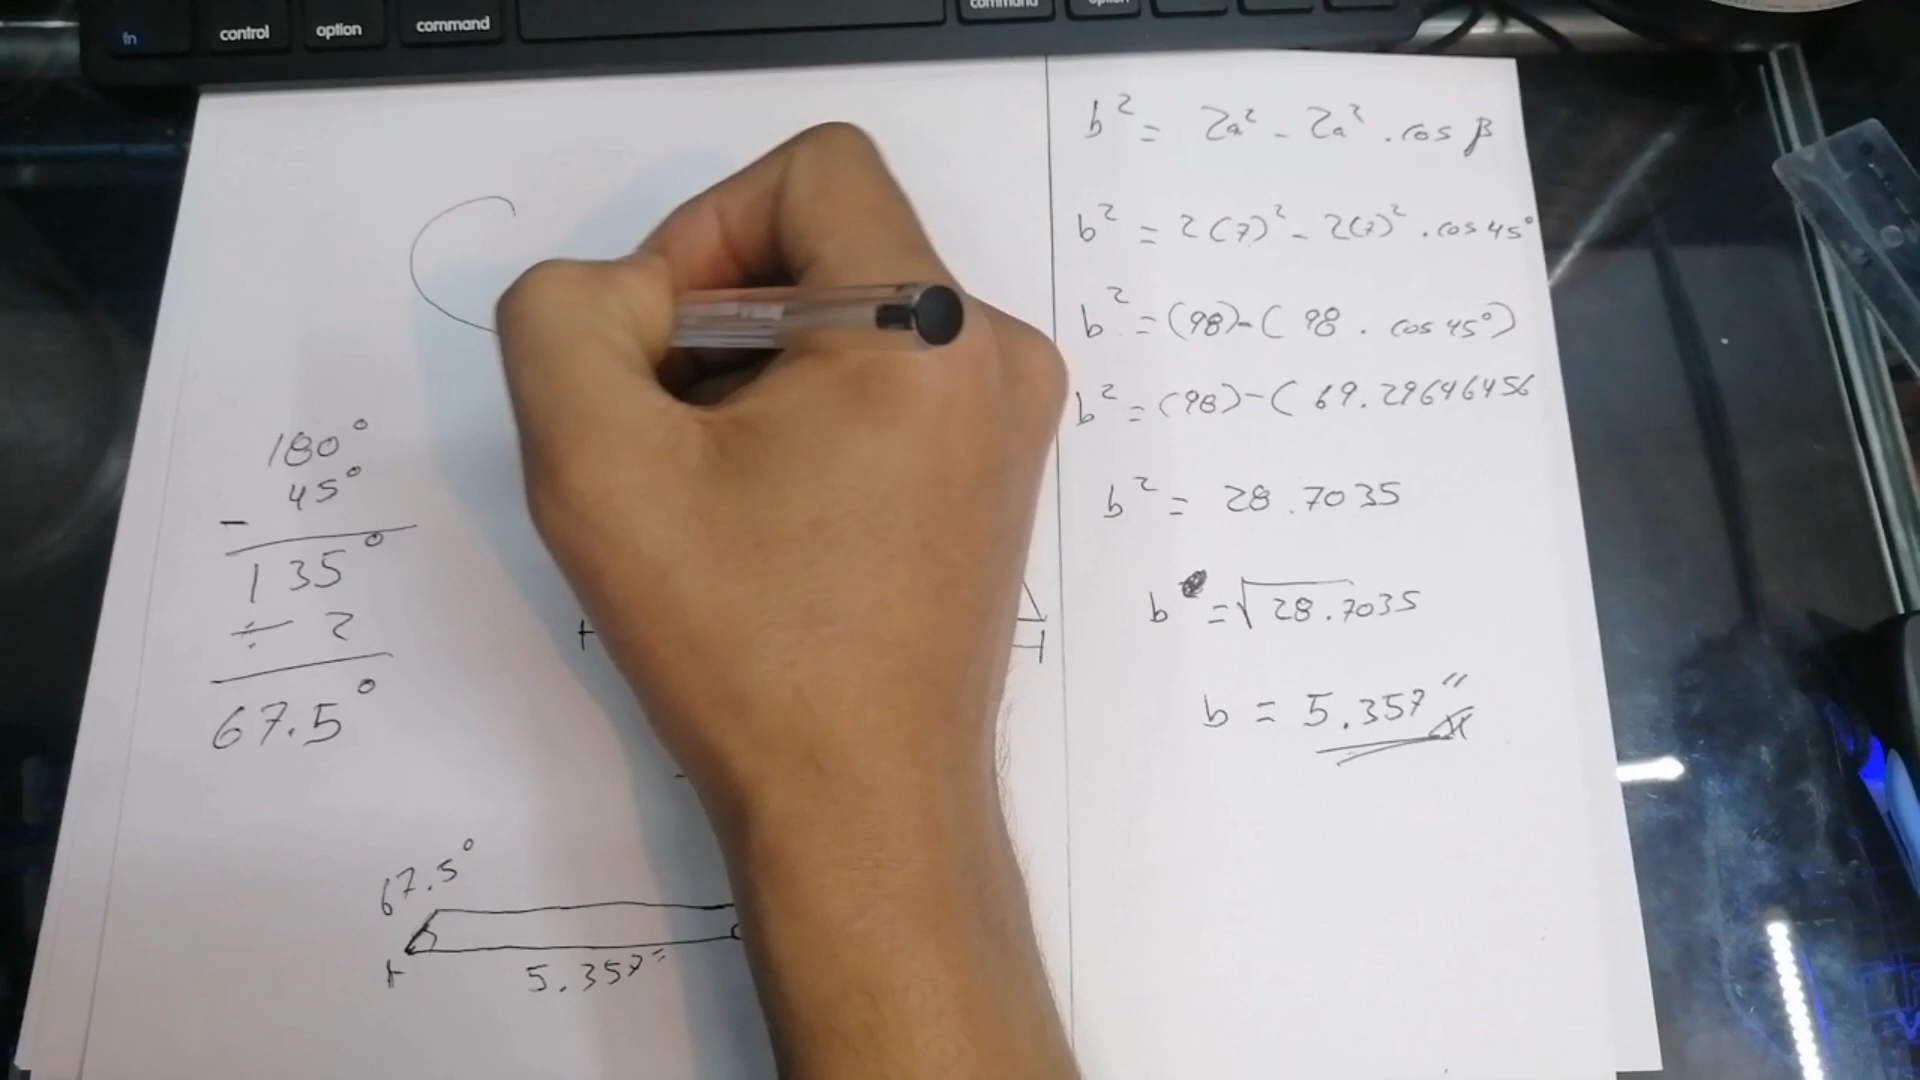 fn control option command command option
b² = 2a² - 2a² . cos β
b² = 2(7)² - 2(7)² . cos 45°
b² = (98) - ( 98 . cos 45°)
b² = (98) - ( 69.29646456
b² = 28.7035
b = √28.7035
b = 5.357"
180°
45°
-
135°
÷ 2
67.5°
67.5°
5.357"